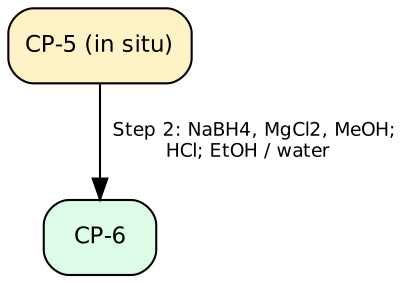 CP-5 (in situ)
Step 2: NaBH4, MgCl2, MeOH;
HCl; EtOH / water
CP-6